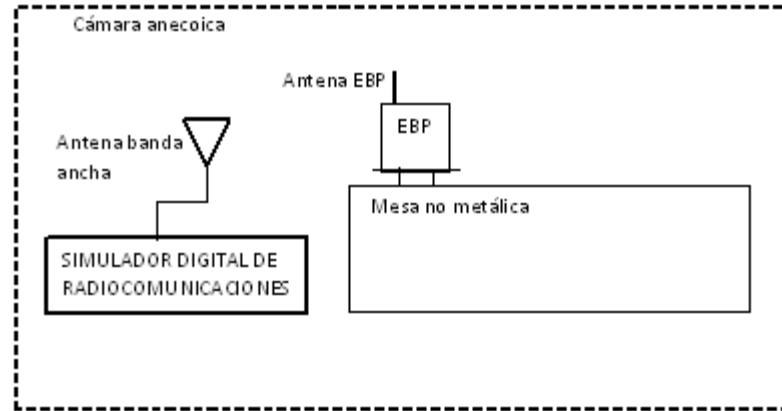 Cámara anecoica
Antena EBP
EBP
Antena banda
ancha
Mesa no metálica
SIMULADOR DIGITAL DE
RADIOCOMUNICACIONES